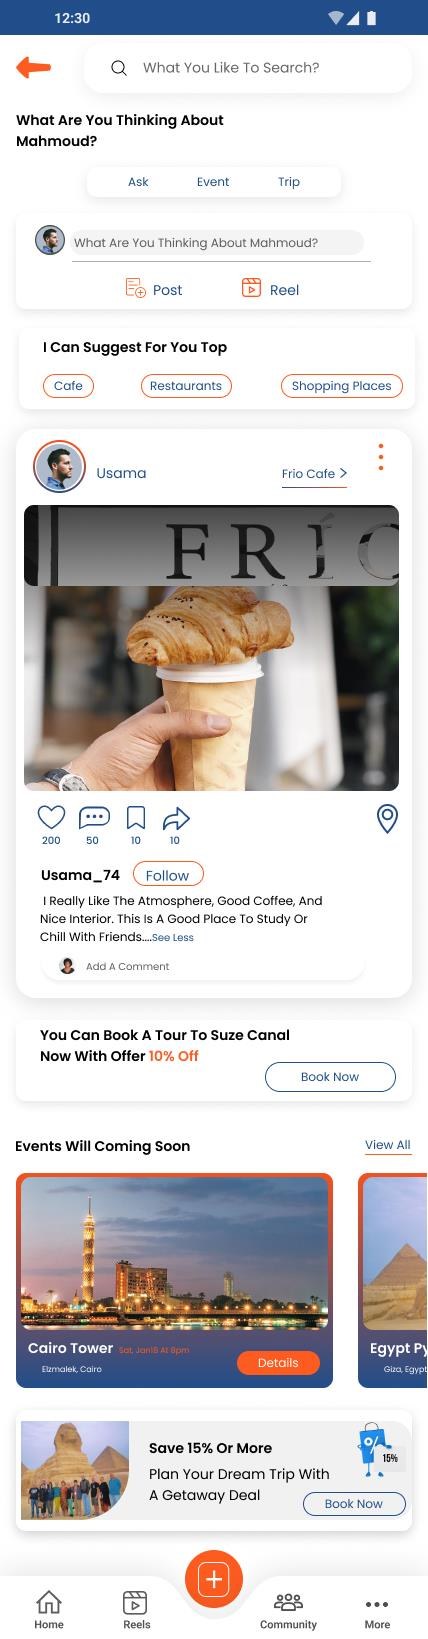 12:30
What You Like To Search?
What Are You Thinking About
Mahmoud?
Ask Event Trip
What Are You Thinking About Mahmoud?
Post Reel
I Can Suggest For You Top
Cafe Restaurants Shopping Places
Usama Frio Cafe >
FRÍO
200 50 10 10
Usama_74 Follow
I Really Like The Atmosphere, Good Coffee, And
Nice Interior. This Is A Good Place To Study Or
Chill With Friends....See Less
Add A Comment
You Can Book A Tour To Suze Canal
Now With Offer 10% Off
Book Now
Events Will Coming Soon View All
Cairo Tower Sat, Jan18 At 8pm
Elzmalek, Cairo
Details
Egypt Py
Giza, Egypt
Save 15% Or More
Plan Your Dream Trip With
A Getaway Deal
%
15%
Book Now
Home Reels Community More